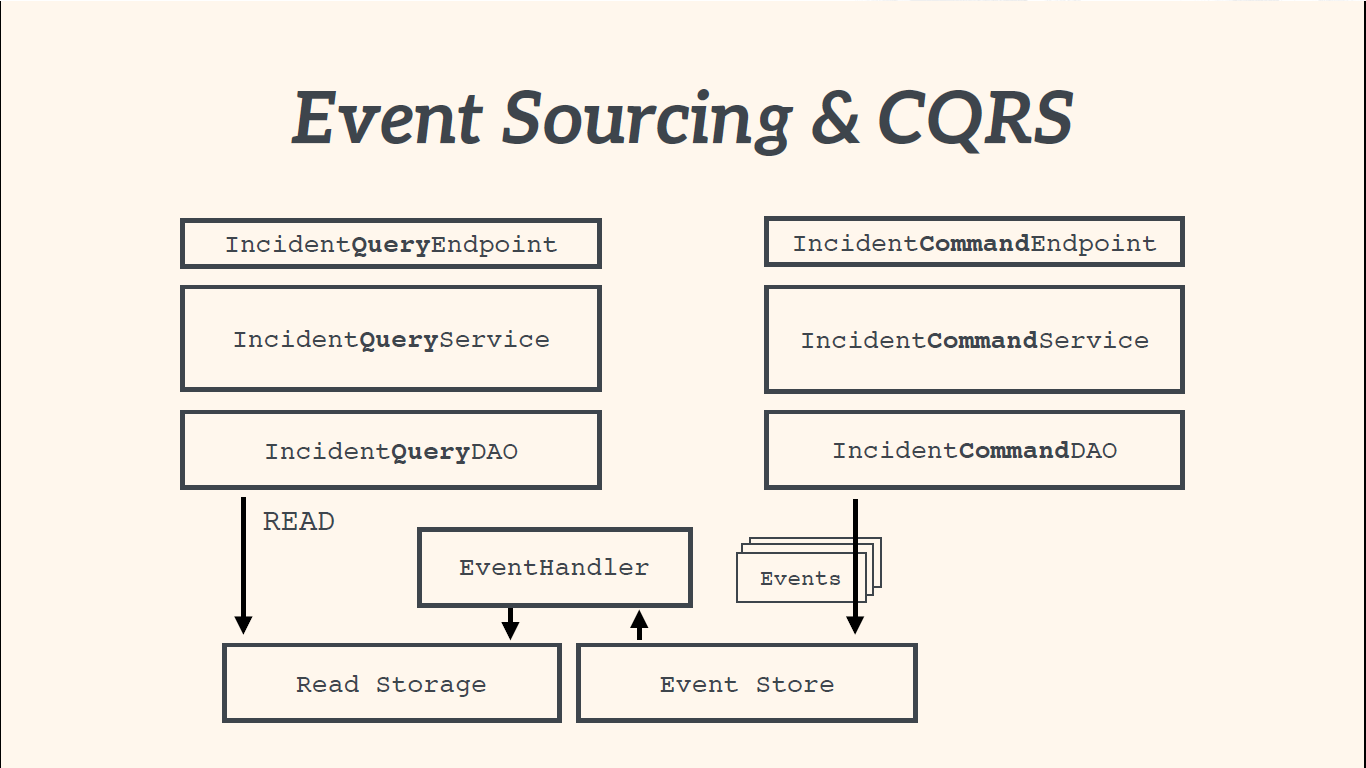 Event Sourcing & CQRS
IncidentQueryEndpoint
IncidentCommandEndpoint
IncidentQueryService
IncidentCommandService
IncidentQueryDAO
IncidentCommandDAO
READ
EventHandler
Events
Read Storage
Event Store